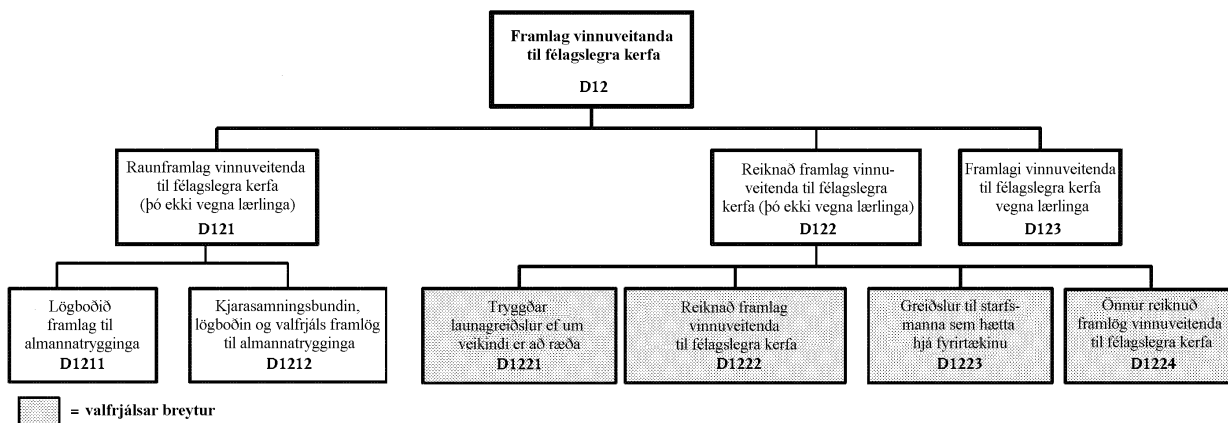 Framlag vinnuveitanda
til félagslegra kerfa
D12
Raunframlag vinnuveitenda
til félagslegra kerfa
(þó ekki vegna lærlinga)
D121
Reiknað framlag vinnu-
veitenda til félagslegra
kerfa (þó ekki vegna lærlinga)
D122
Framlagi vinnuveitenda
til félagslegra kerfa
vegna lærlinga
D123
Lögboðið
framlag til
almannatrygginga
D1211
Kjarasamningsbundin,
lögboðin og valfrjáls framlög
til almannatrygginga
D1212
Tryggðar
launagreiðslur ef um
veikindi er að ræða
D1221
Reiknað framlag
vinnuveitenda
til félagslegra kerfa
D1222
Greiðslur til starfs-
manna sem hætta
hjá fyrirtækinu
D1223
Önnur reiknuð
framlög vinnuveitenda
til félagslegra kerfa
D1224
= valfrjálsar breytur